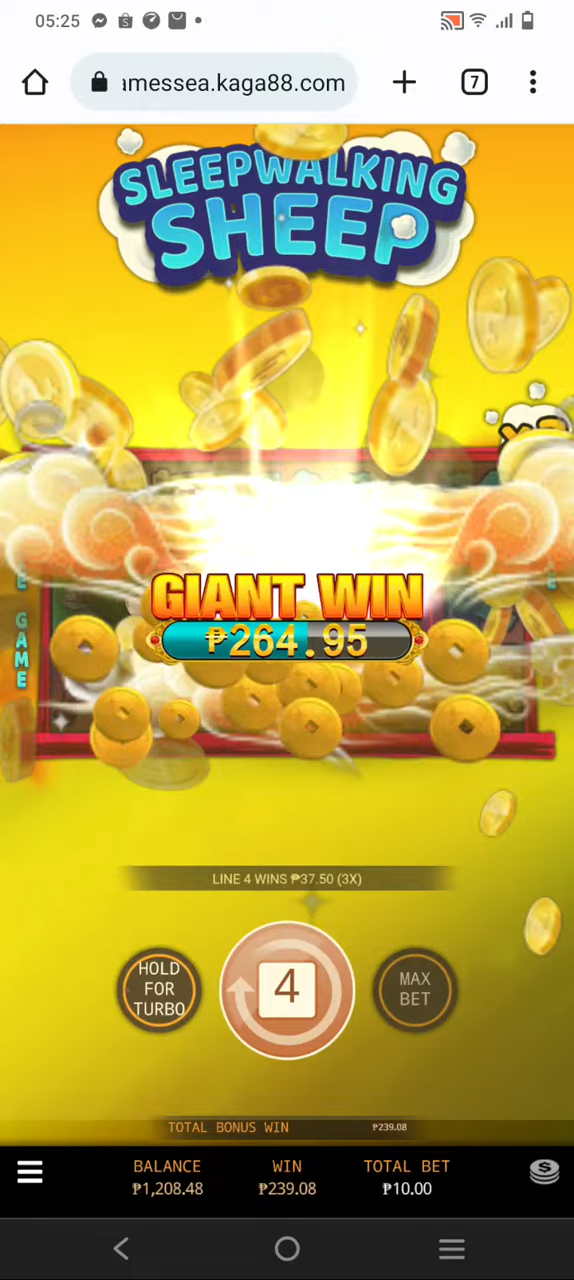 05:25
7
amessea.kaga88.com
SLEEPWALKING
SHEEP
GAME
GIANT WIN
₱264.95
LINE 4 WINS ₱37.50 (3X)
HOLD
FOR
TURBO
4
MAX
BET
TOTAL BONUS WIN ₱239.08
BALANCE WIN TOTAL BET
₱1,208.48 ₱239.08 ₱10.00